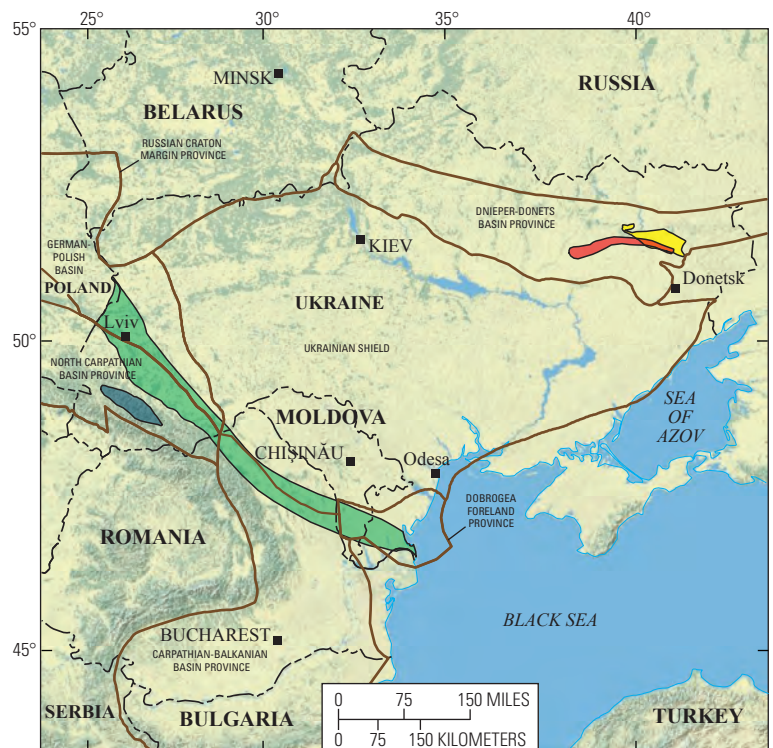 25° 30° 35° 40°
55°
MINSK
RUSSIA
BELARUS
RUSSIAN CRATON
MARGIN PROVINCE
DNIEPER-DONETS
BASIN PROVINCE
GERMAN-
POLISH
BASIN
KIEV
POLAND
Donetsk
UKRAINE
Lviv
50°
UKRAINIAN SHIELD
NORTH CARPATHIAN
BASIN PROVINCE
SEA
OF
AZOV
MOLDOVA
CHIȘINĂU
Odesa
DOBROGEA
FORELAND
PROVINCE
ROMANIA
BLACK SEA
BUCHAREST
45°
CARPATHIAN-BALKANIAN
BASIN PROVINCE
0 75 150 MILES
SERBIA
BULGARIA
TURKEY
0 75 150 KILOMETERS